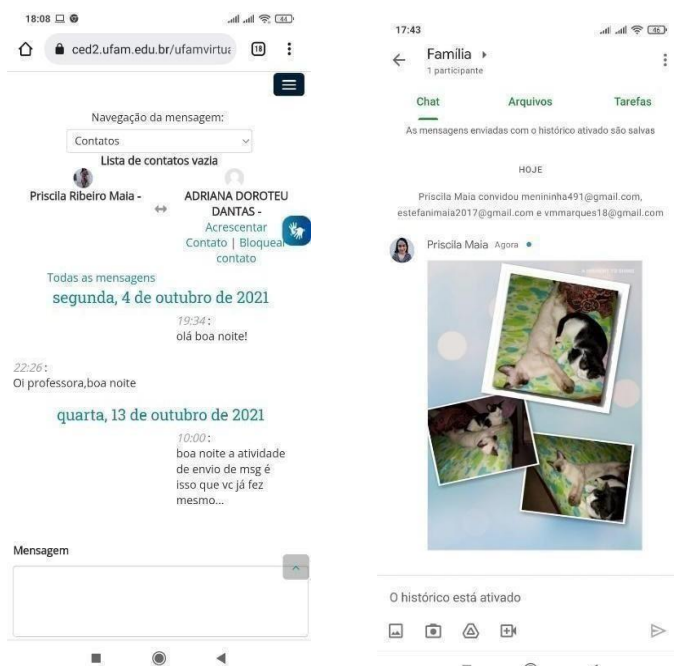 18:08
44
ced2.ufam.edu.br/ufamvirtua
18
Navegação da mensagem:
Contatos
Lista de contatos vazia
Priscila Ribeiro Maia -
ADRIANA DOROTEU
DANTAS -
Acrescentar
Contato | Bloquear
contato
Todas as mensagens
segunda, 4 de outubro de 2021
19:34 :
olá boa noite!
22:26 :
Oi professora,boa noite
quarta, 13 de outubro de 2021
10:00 :
boa noite a atividade
de envio de msg é
isso que vc já fez
mesmo...
Mensagem
17:43
46
Família
1 participante
Chat
Arquivos
Tarefas
As mensagens enviadas com o histórico ativado são salvas
HOJE
Priscila Maia convidou menininha491@gmail.com,
estefanimaia2017@gmail.com e vmmarques18@gmail.com
Priscila Maia Agora
O histórico está ativado